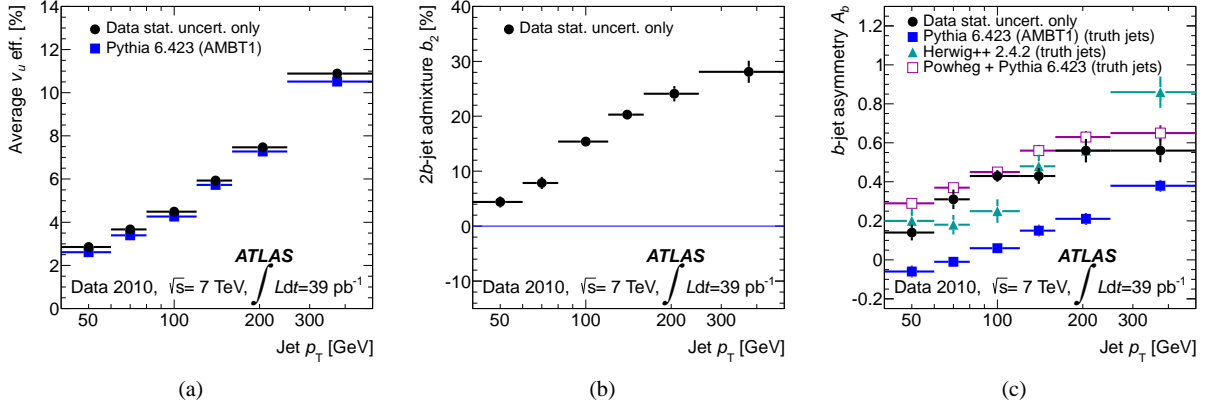 Average v_u eff. [%]
14
12
10
8
6
4
2
0
Data stat. uncert. only
Pythia 6.423 (AMBT1)
ATLAS
Data 2010, √s= 7 TeV, ∫ Ldt=39 pb⁻¹
50 100 200 300
Jet p_T [GeV]
(a)
2b-jet admixture b_2 [%]
40
30
20
10
0
-10
Data stat. uncert. only
ATLAS
Data 2010, √s= 7 TeV, ∫ Ldt=39 pb⁻¹
50 100 200 300
Jet p_T [GeV]
(b)
b-jet asymmetry A_b
1.2
1
0.8
0.6
0.4
0.2
0
-0.2
Data stat. uncert. only
Pythia 6.423 (AMBT1) (truth jets)
Herwig++ 2.4.2 (truth jets)
Powheg + Pythia 6.423 (truth jets)
ATLAS
Data 2010, √s= 7 TeV, ∫ Ldt=39 pb⁻¹
50 100 200 300
Jet p_T [GeV]
(c)